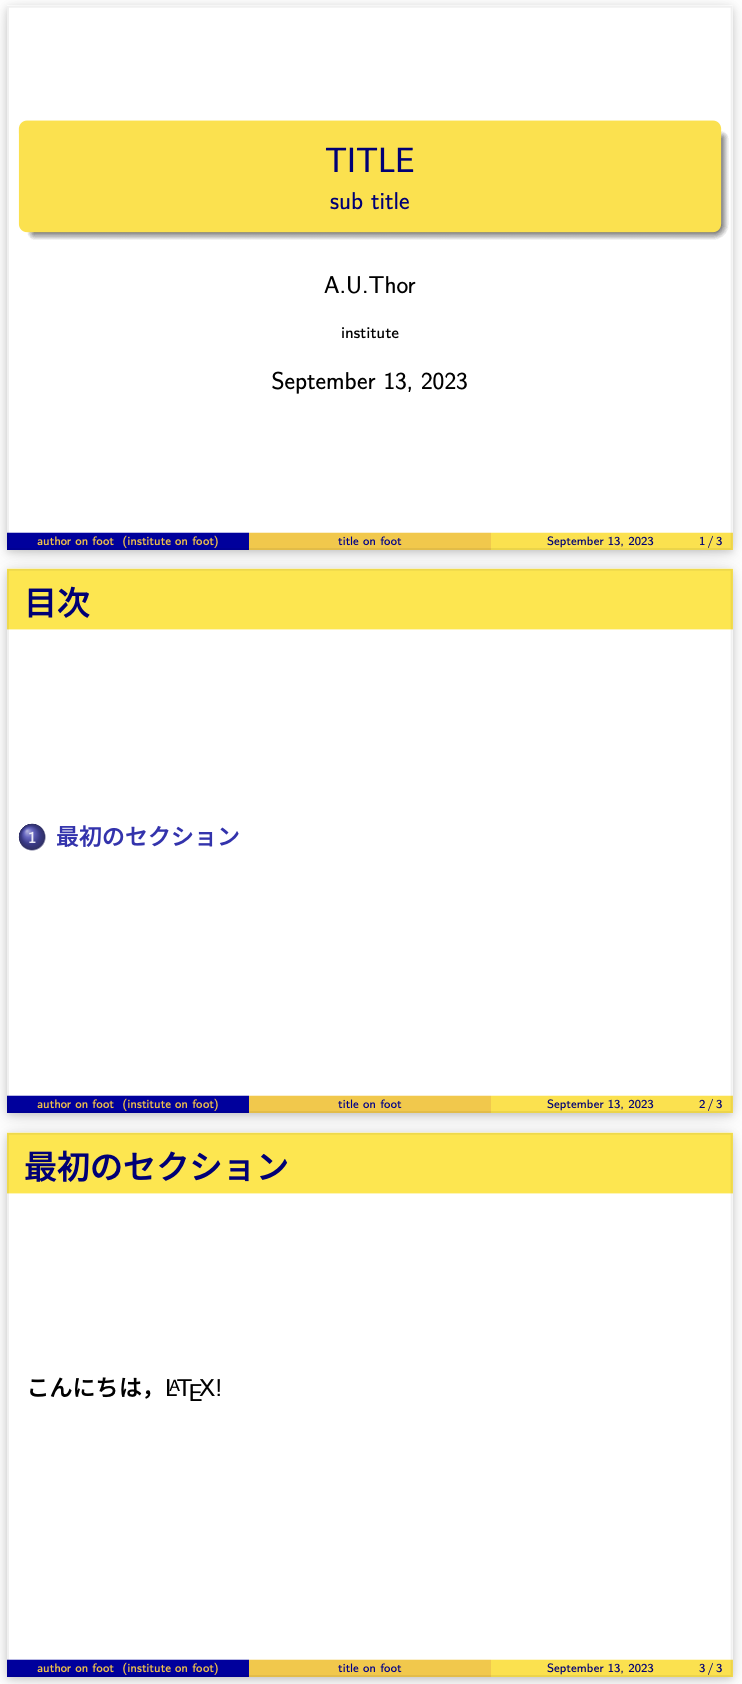 TITLE
sub title
A.U.Thor
institute
September 13, 2023
author on foot (institute on foot) title on foot September 13, 2023 1 / 3
目次
1 最初のセクション
author on foot (institute on foot) title on foot September 13, 2023 2 / 3
最初のセクション
こんにちは，LATEX!
author on foot (institute on foot) title on foot September 13, 2023 3 / 3